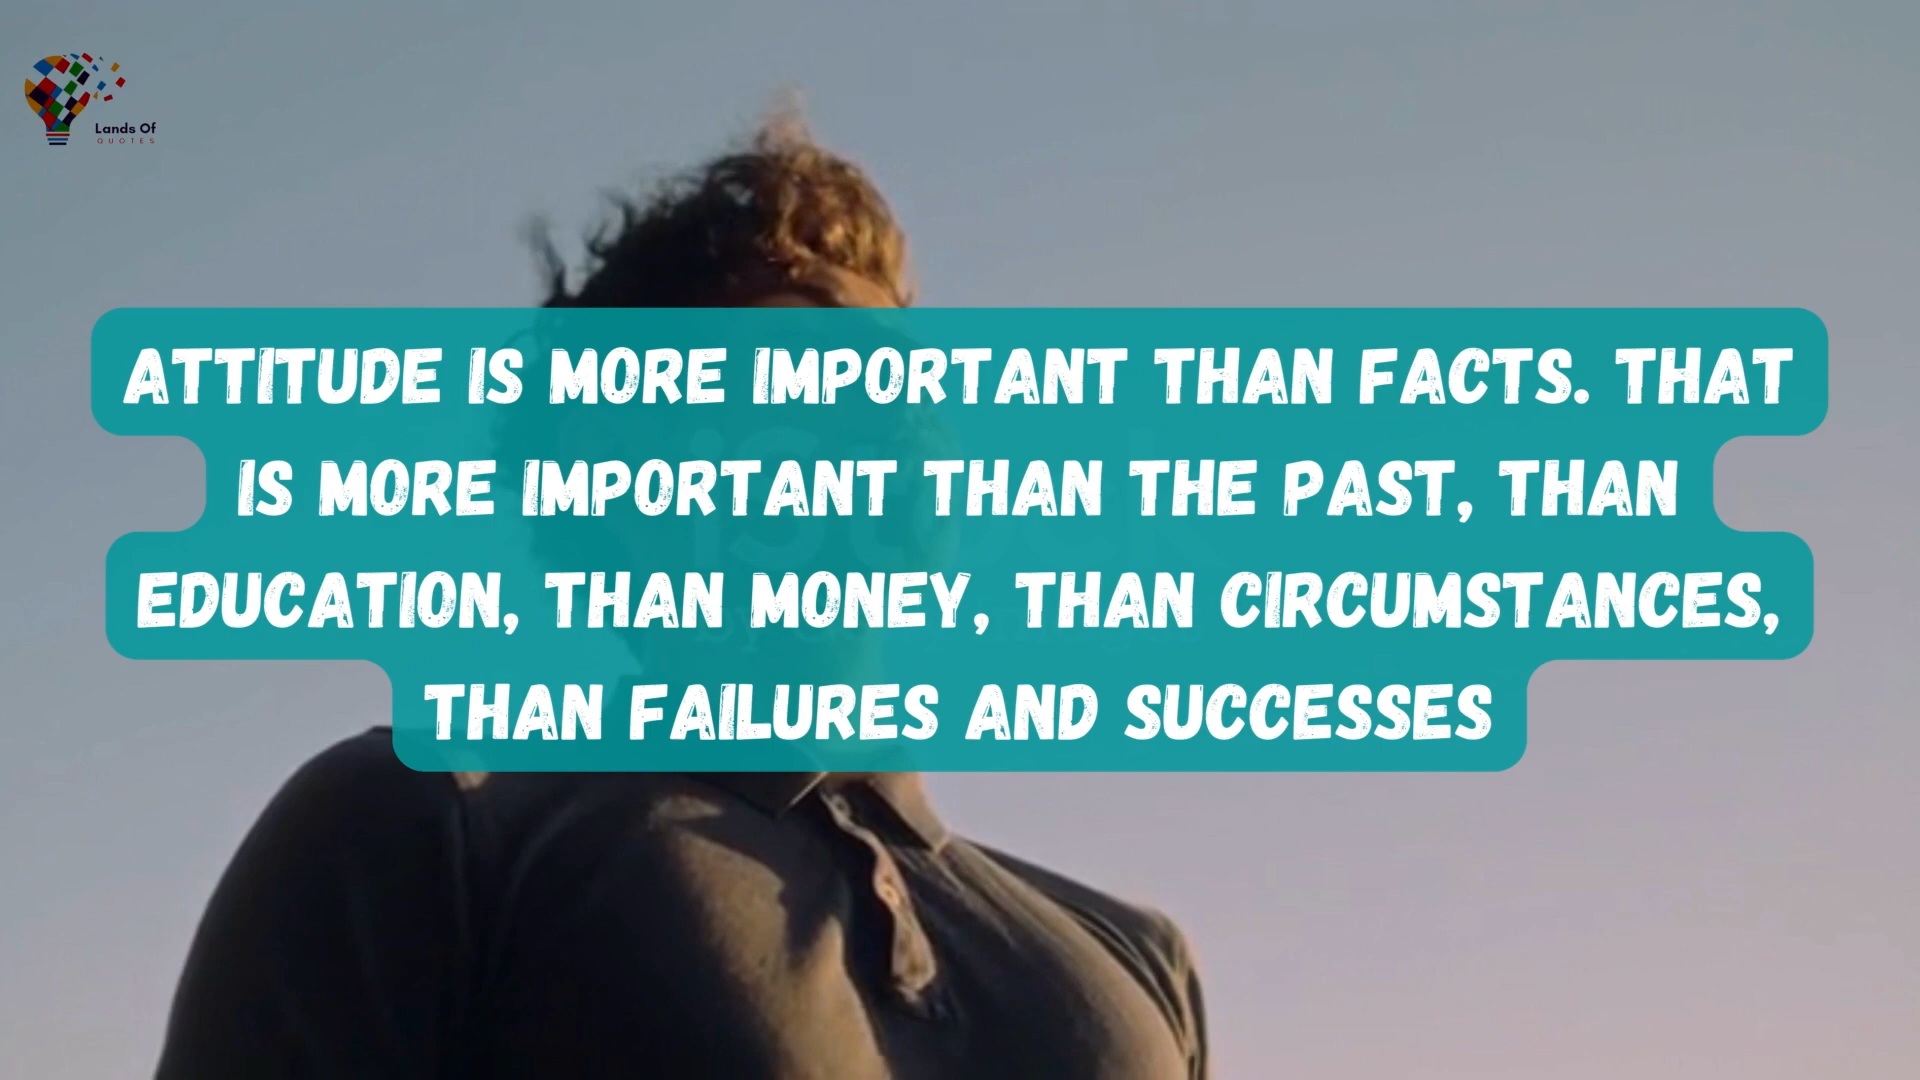 Lands Of
QUOTES
ATTITUDE IS MORE IMPORTANT THAN FACTS. THAT
IS MORE IMPORTANT THAN THE PAST, THAN
EDUCATION, THAN MONEY, THAN CIRCUMSTANCES,
THAN FAILURES AND SUCCESSES
iStock